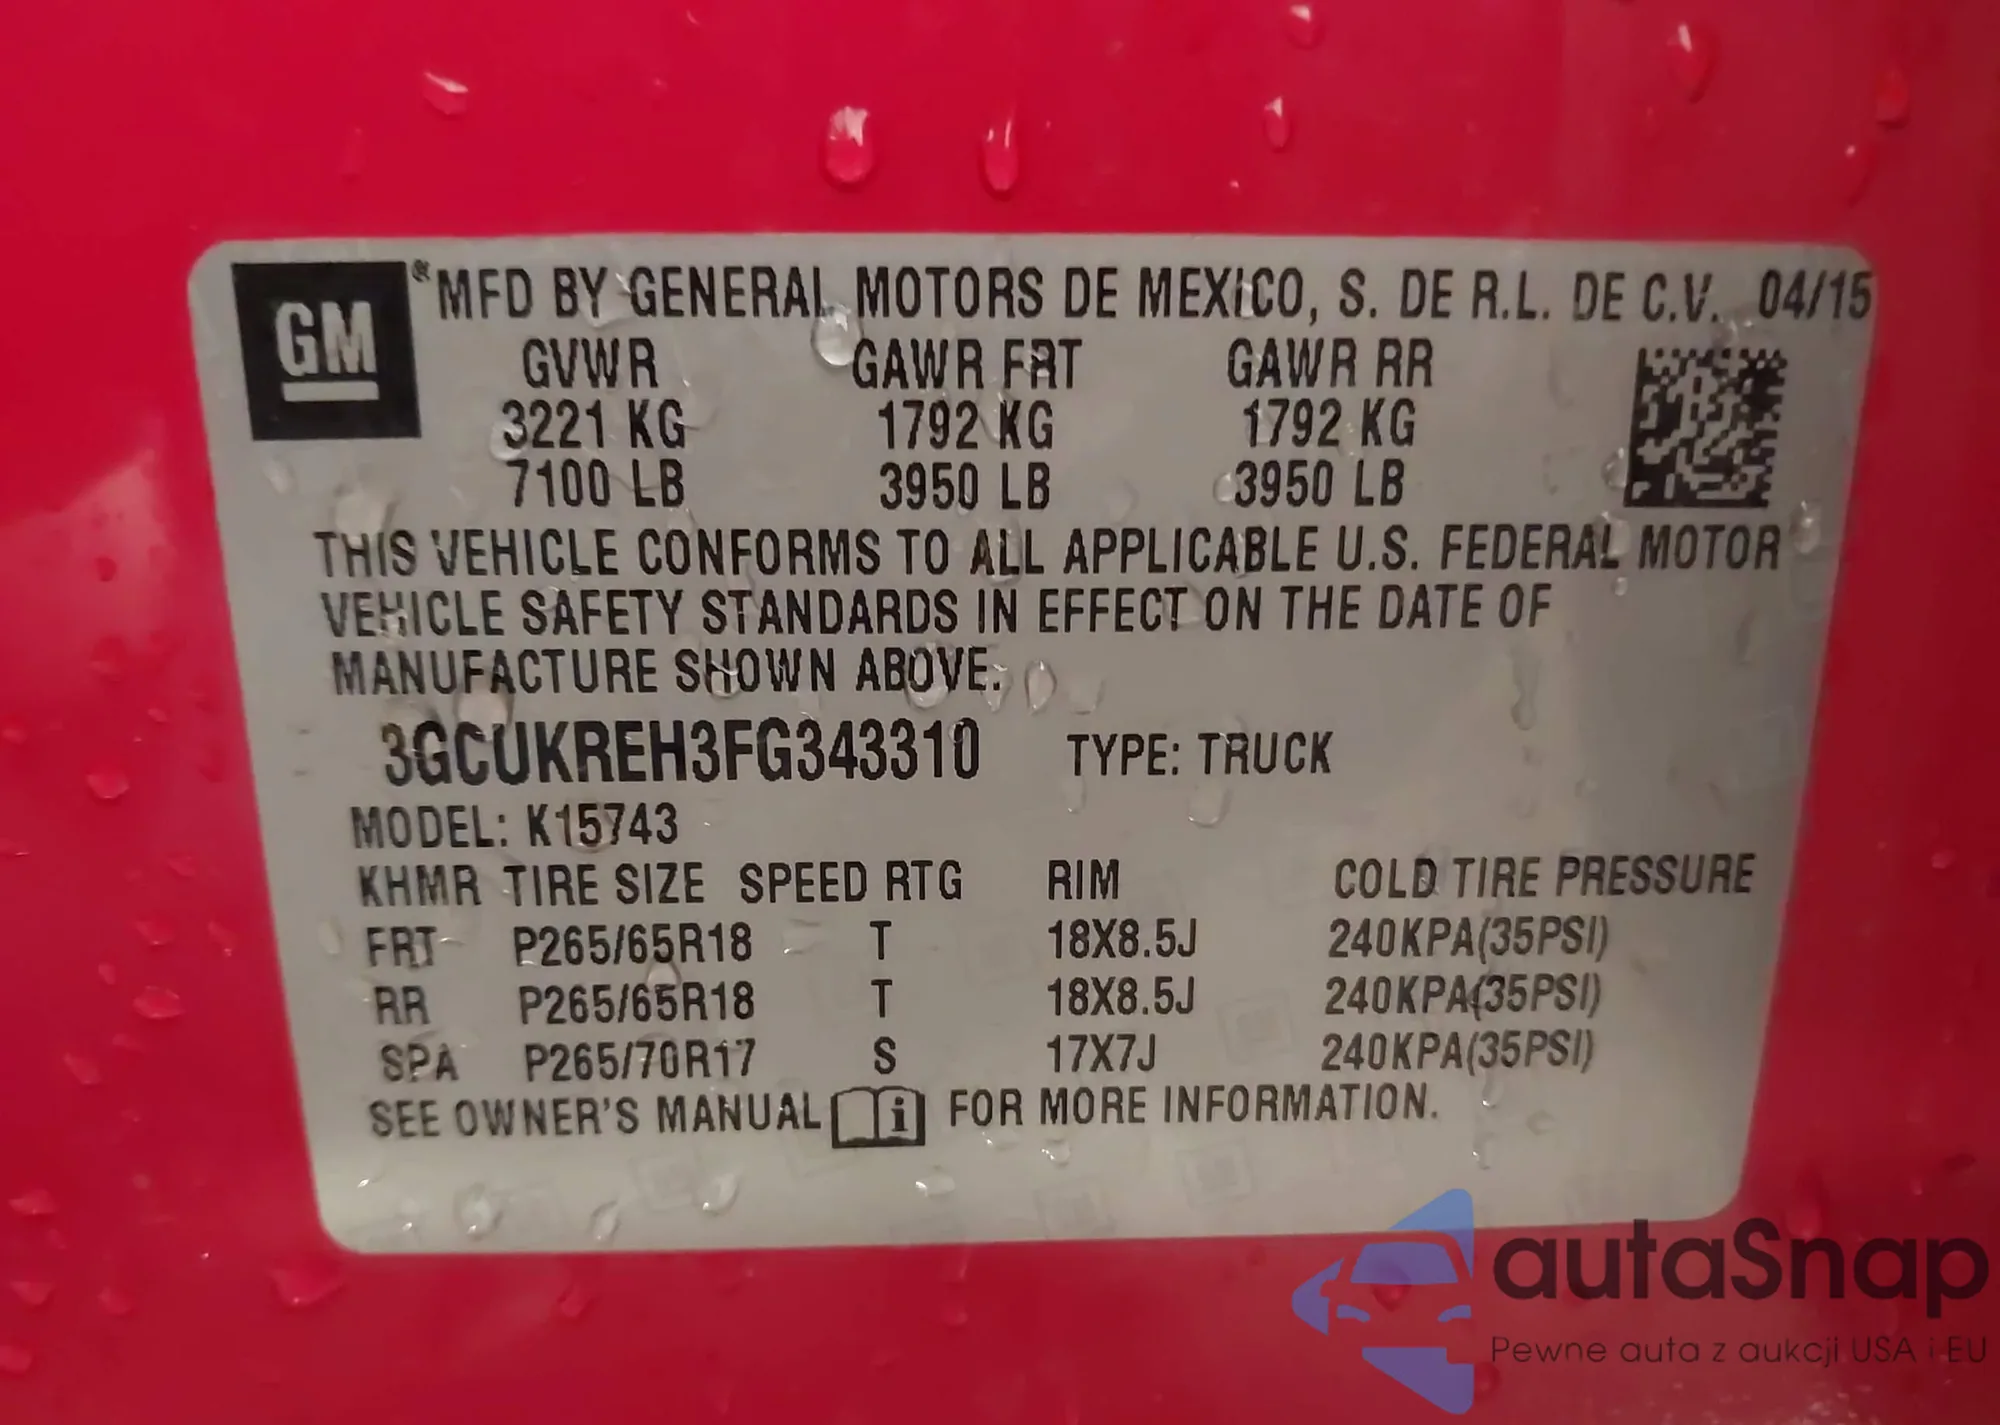 GM ® MFD BY GENERAL MOTORS DE MEXICO, S. DE R.L. DE C.V. 04/15
GVWR GAWR FRT GAWR RR
3221 KG 1792 KG 1792 KG
7100 LB 3950 LB 3950 LB
THIS VEHICLE CONFORMS TO ALL APPLICABLE U.S. FEDERAL MOTOR
VEHICLE SAFETY STANDARDS IN EFFECT ON THE DATE OF
MANUFACTURE SHOWN ABOVE.
3GCUKREH3FG343310 TYPE: TRUCK
MODEL: K15743
KHMR TIRE SIZE SPEED RTG RIM COLD TIRE PRESSURE
FRT P265/65R18 T 18X8.5J 240KPA(35PSI)
RR P265/65R18 T 18X8.5J 240KPA(35PSI)
SPA P265/70R17 S 17X7J 240KPA(35PSI)
SEE OWNER'S MANUAL i FOR MORE INFORMATION.
autaSnap
Pewne auta z aukcji USA i EU